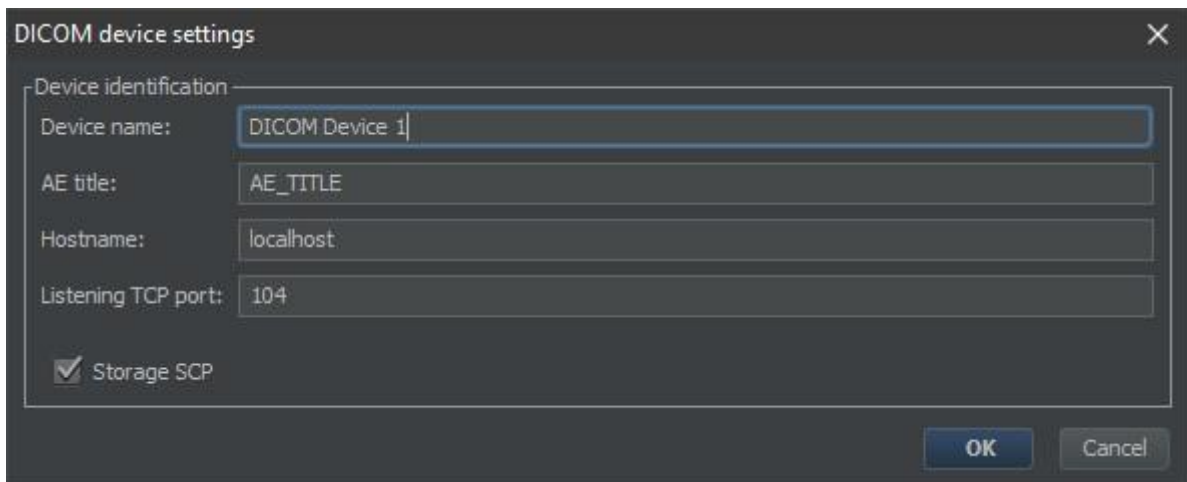 DICOM device settings
Device identification
Device name: DICOM Device 1
AE title: AE_TITLE
Hostname: localhost
Listening TCP port: 104
Storage SCP
OK Cancel